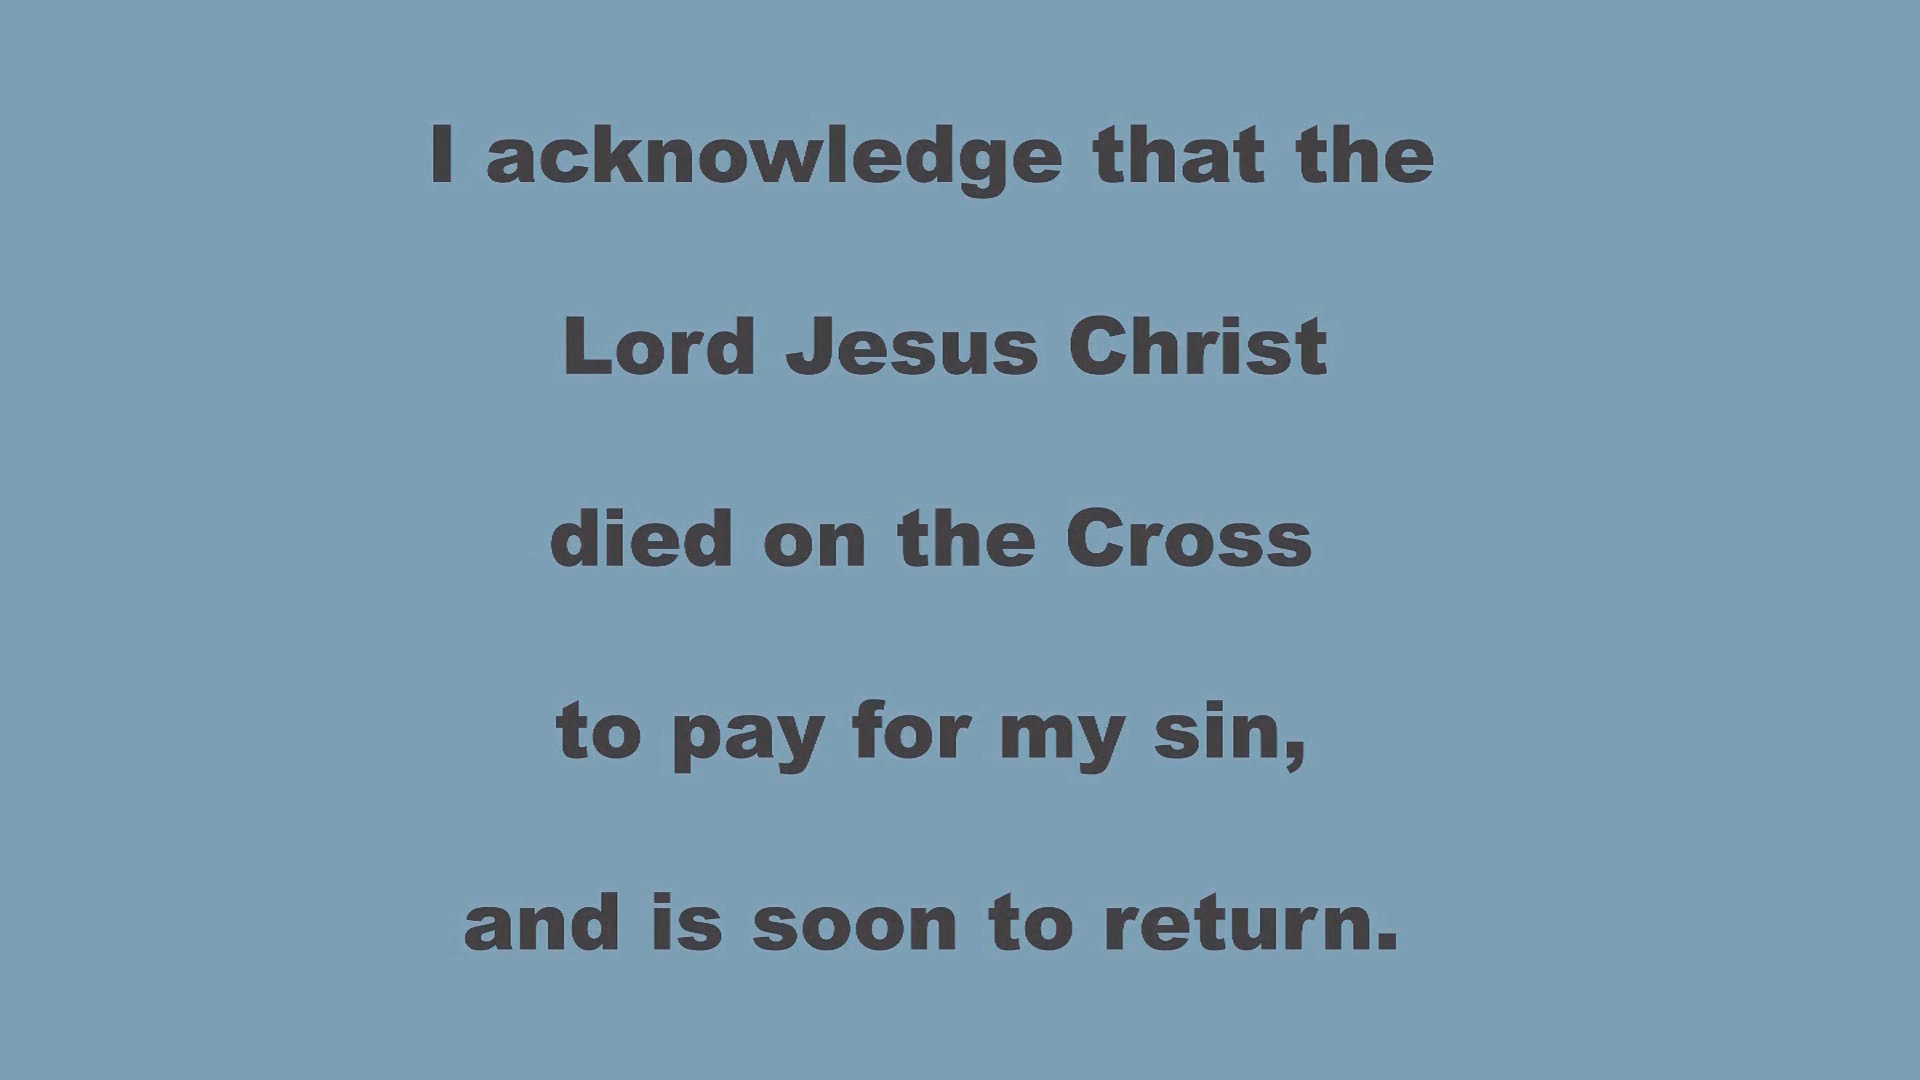 I acknowledge that the
Lord Jesus Christ
died on the Cross
to pay for my sin,
and is soon to return.